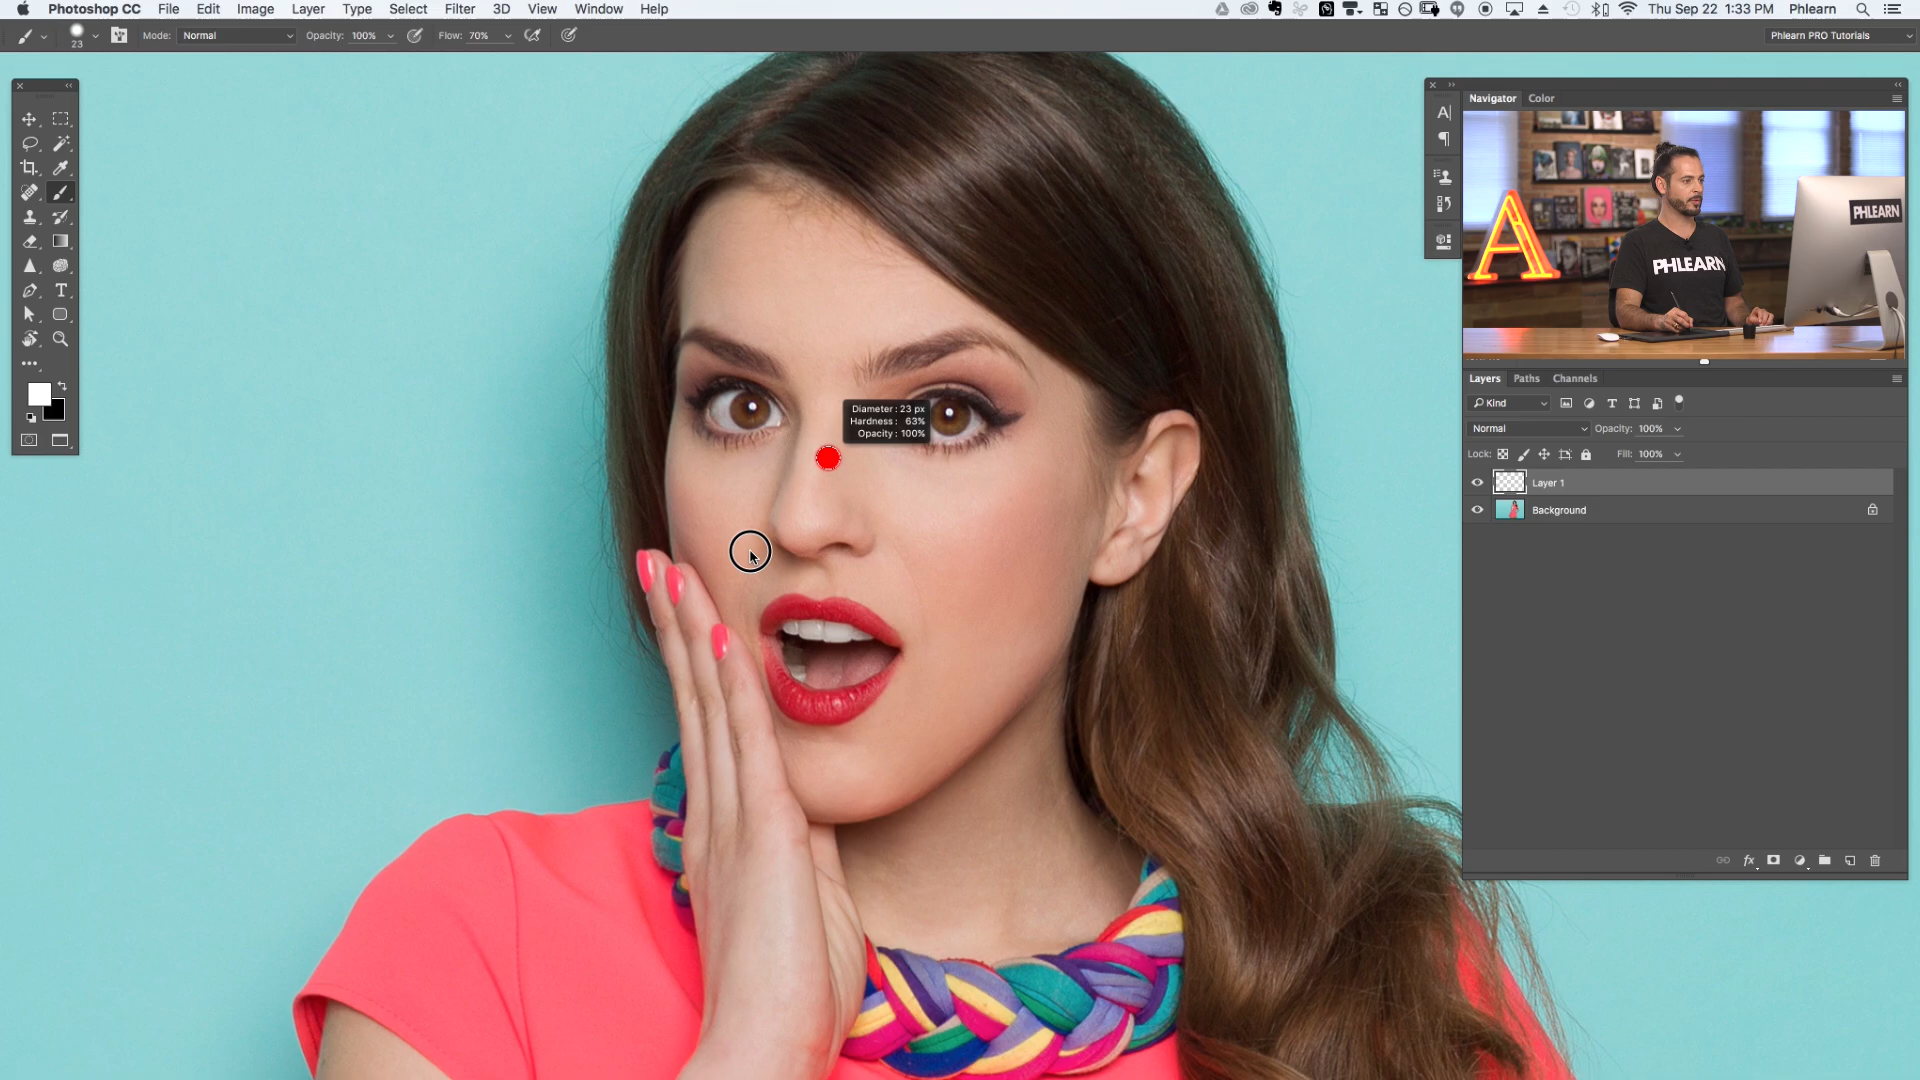 Photoshop CC File Edit Image Layer Type Select Filter 3D View Window Help Thu Sep 22 1:33 PM Phlearn
23 Mode: Normal Opacity: 100% Flow: 70% Phlearn PRO Tutorials
Navigator Color
A
PHLEARN
PHLEARN
Layers Paths Channels
Kind
Normal Opacity: 100%
Lock: Fill: 100%
Layer 1
Background
fx
Diameter : 23 px
Hardness : 63%
Opacity : 100%